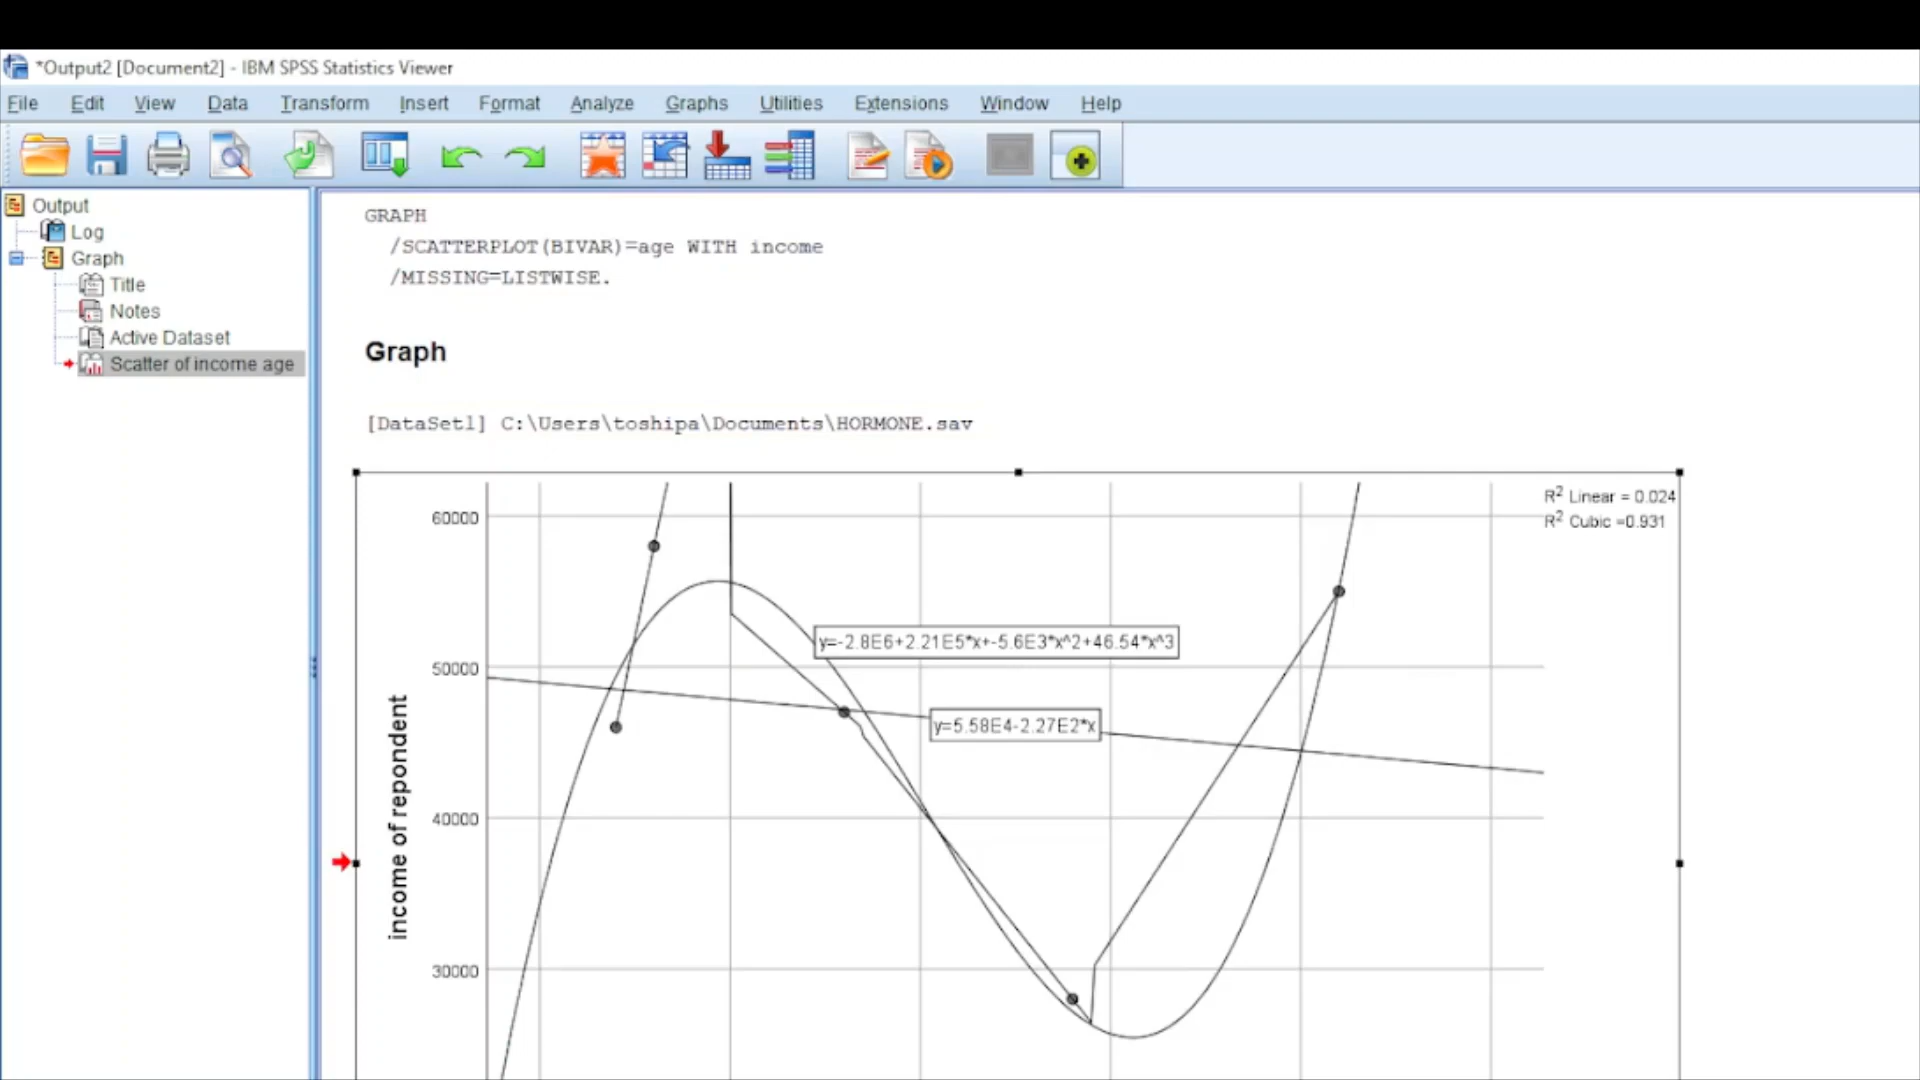 *Output2 [Document2] - IBM SPSS Statistics Viewer
File Edit View Data Transform Insert Format Analyze Graphs Utilities Extensions Window Help
Output
Log
Graph
Title
Notes
Active Dataset
Scatter of income age
GRAPH
/SCATTERPLOT(BIVAR)=age WITH income
/MISSING=LISTWISE.
Graph
[DataSet1] C:\Users\toshipa\Documents\HORMONE.sav
R2 Linear = 0.024
R2 Cubic =0.931
60000
50000
40000
30000
income of repondent
y=-2.8E6+2.21E5*x+-5.6E3*x^2+46.54*x^3
y=5.58E4-2.27E2*x